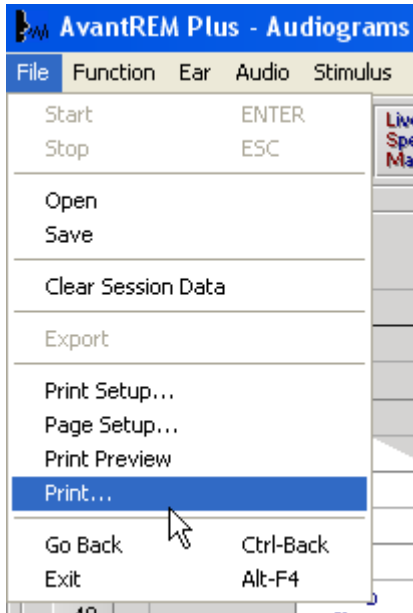 AvantREM Plus - Audiograms
File Function Ear Audio Stimulus
Start ENTER
Stop ESC
Open
Save
Clear Session Data
Export
Print Setup...
Page Setup...
Print Preview
Print...
Go Back Ctrl-Back
Exit Alt-F4